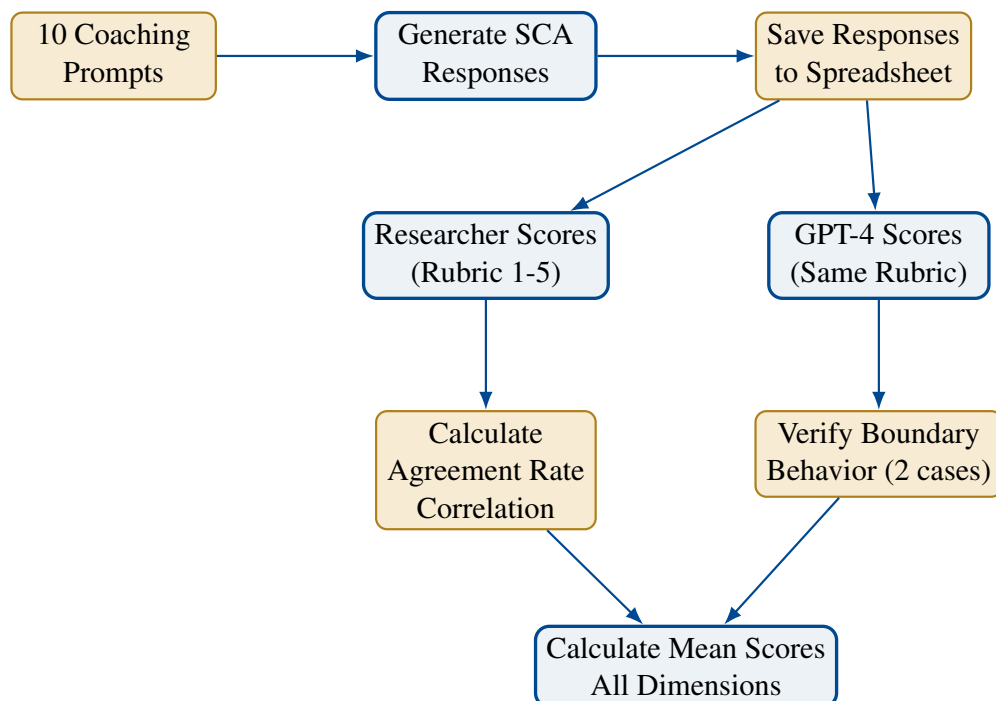 10 Coaching
Prompts
Generate SCA
Responses
Save Responses
to Spreadsheet
Researcher Scores
(Rubric 1-5)
GPT-4 Scores
(Same Rubric)
Calculate
Agreement Rate
Correlation
Verify Boundary
Behavior (2 cases)
Calculate Mean Scores
All Dimensions